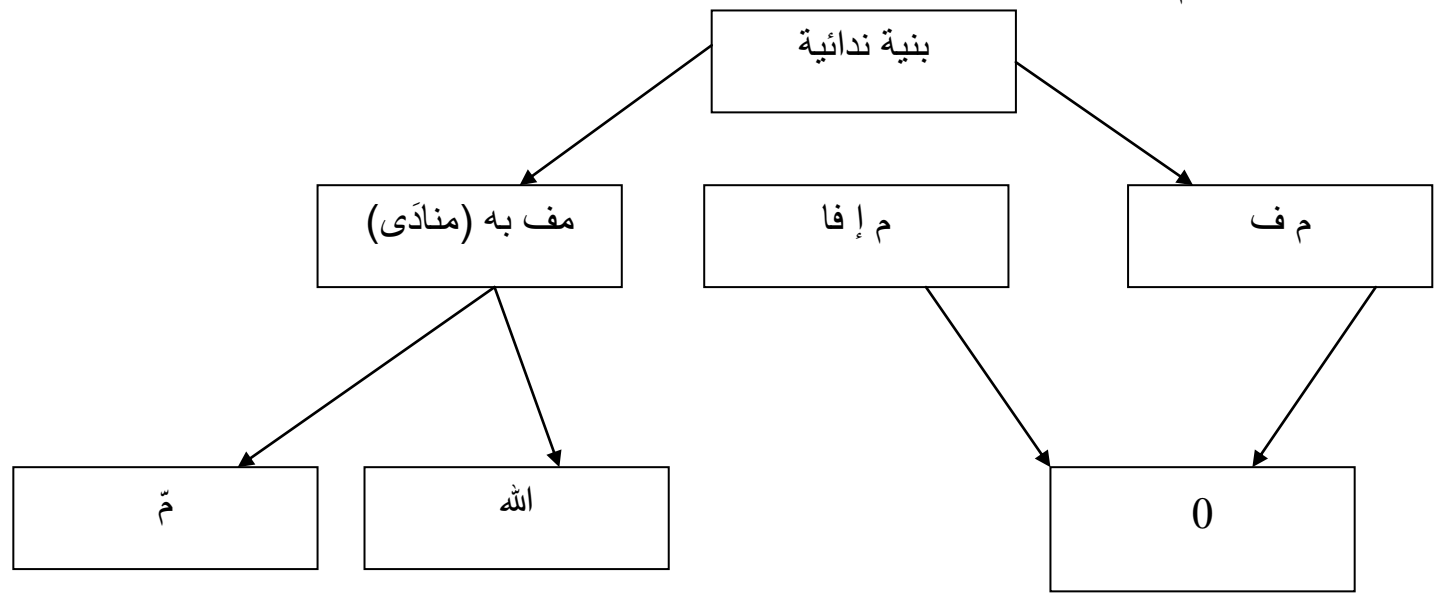 بنية ندائية
م ف
م إ فا
مف به (منادَى)
0
الله
مّ